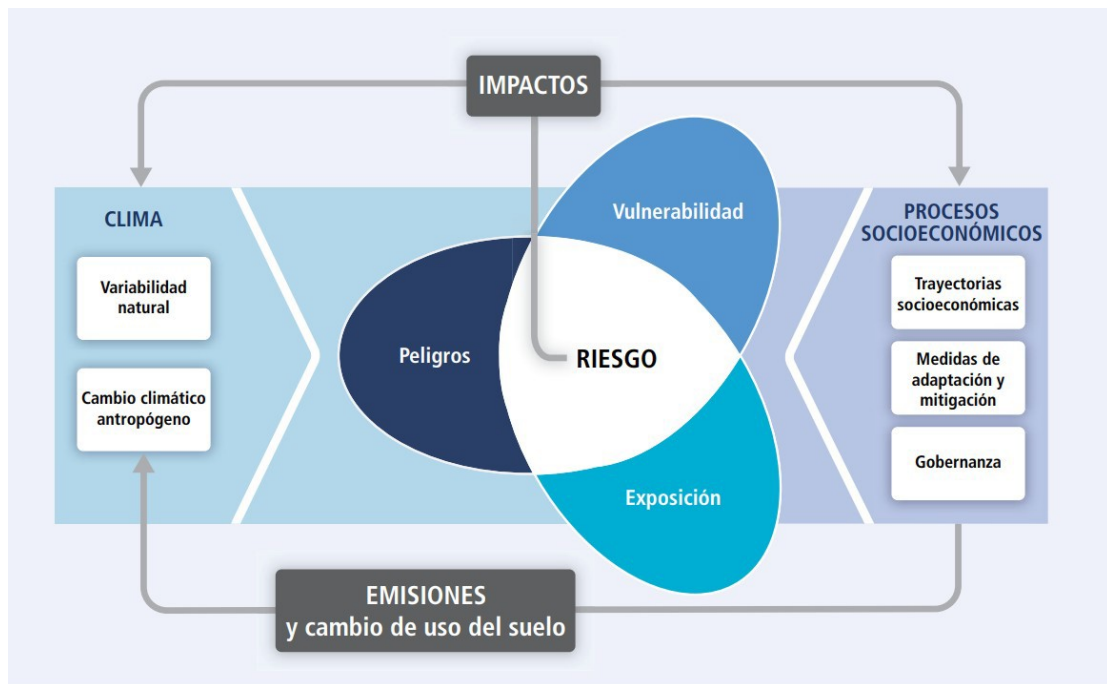 IMPACTOS
CLIMA
Variabilidad
natural
Cambio climático
antropógeno
Peligros
RIESGO
Vulnerabilidad
Exposición
PROCESOS
SOCIOECONÓMICOS
Trayectorias
socioeconómicas
Medidas de
adaptación y
mitigación
Gobernanza
EMISIONES
y cambio de uso del suelo